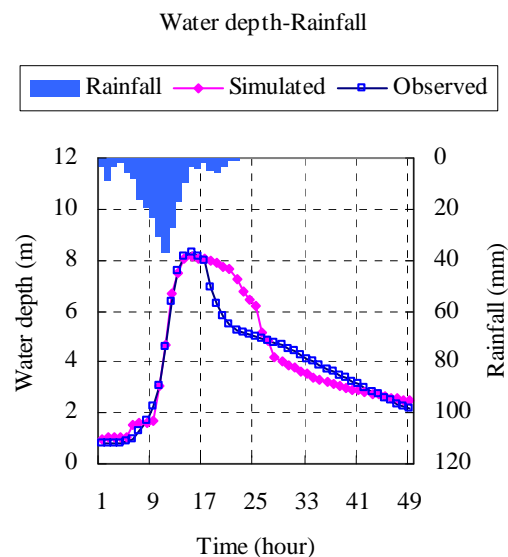 Water depth-Rainfall
Rainfall Simulated Observed
12
10
8
6
4
2
0
Water depth (m)
0
20
40
60
80
100
120
Rainfall (mm)
1 9 17 25 33 41 49
Time (hour)